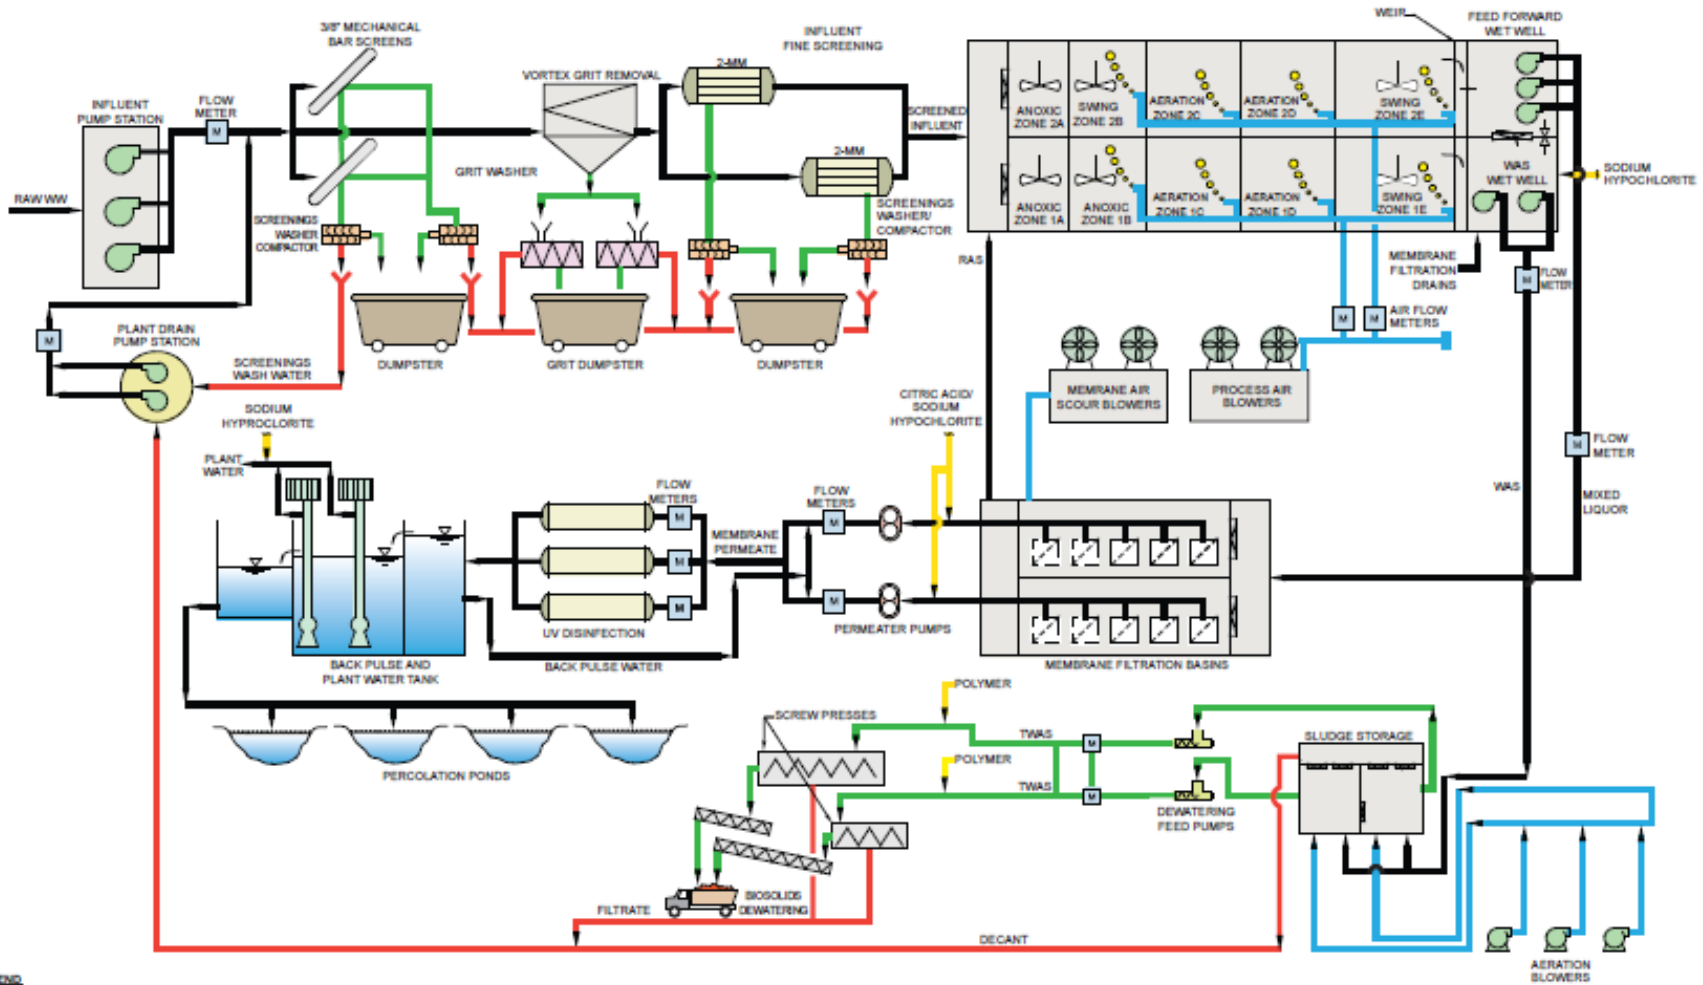 3/8" MECHANICAL
BAR SCREENS
INFLUENT
FINE SCREENING
WEIR
FEED FORWARD
WET WELL
2-MM
VORTEX GRIT REMOVAL
FLOW
METER
M
INFLUENT
PUMP STATION
SCREENED
INFLUENT
ANOXIC
ZONE 2A
SWING
ZONE 2B
AERATION
ZONE 2C
AERATION
ZONE 2D
SWING
ZONE 2E
2-MM
GRIT WASHER
WAS
WET WELL
SODIUM
HYPOCHLORITE
RAW WW
SCREENINGS
WASHER
COMPACTOR
SCREENINGS
WASHER/
COMPACTOR
ANOXIC
ZONE 1A
ANOXIC
ZONE 1B
AERATION
ZONE 1C
AERATION
ZONE 1D
SWING
ZONE 1E
RAS
MEMBRANE
FILTRATION
DRAINS
M
FLOW
METER
M
M
AIR FLOW
METERS
M
PLANT DRAIN
PUMP STATION
SCREENINGS
WASH WATER
DUMPSTER
GRIT DUMPSTER
DUMPSTER
MEMRANE AIR
SCOUR BLOWERS
PROCESS AIR
BLOWERS
CITRIC ACID/
SODIUM
HYPOCHLORITE
SODIUM
HYPROCLORITE
PLANT
WATER
M
FLOW
METER
FLOW
METERS
M
FLOW
METERS
M
WAS
MIXED
LIQUOR
MEMBRANE
PERMEATE
M
M
M
UV DISINFECTION
PERMEATER PUMPS
BACK PULSE AND
PLANT WATER TANK
BACK PULSE WATER
MEMBRANE FILTRATION BASINS
POLYMER
SCREW PRESSES
TWAS
M
SLUDGE STORAGE
POLYMER
PERCOLATION PONDS
TWAS
M
DEWATERING
FEED PUMPS
BIOSOLIDS
DEWATERING
FILTRATE
DECANT
AERATION
BLOWERS
END